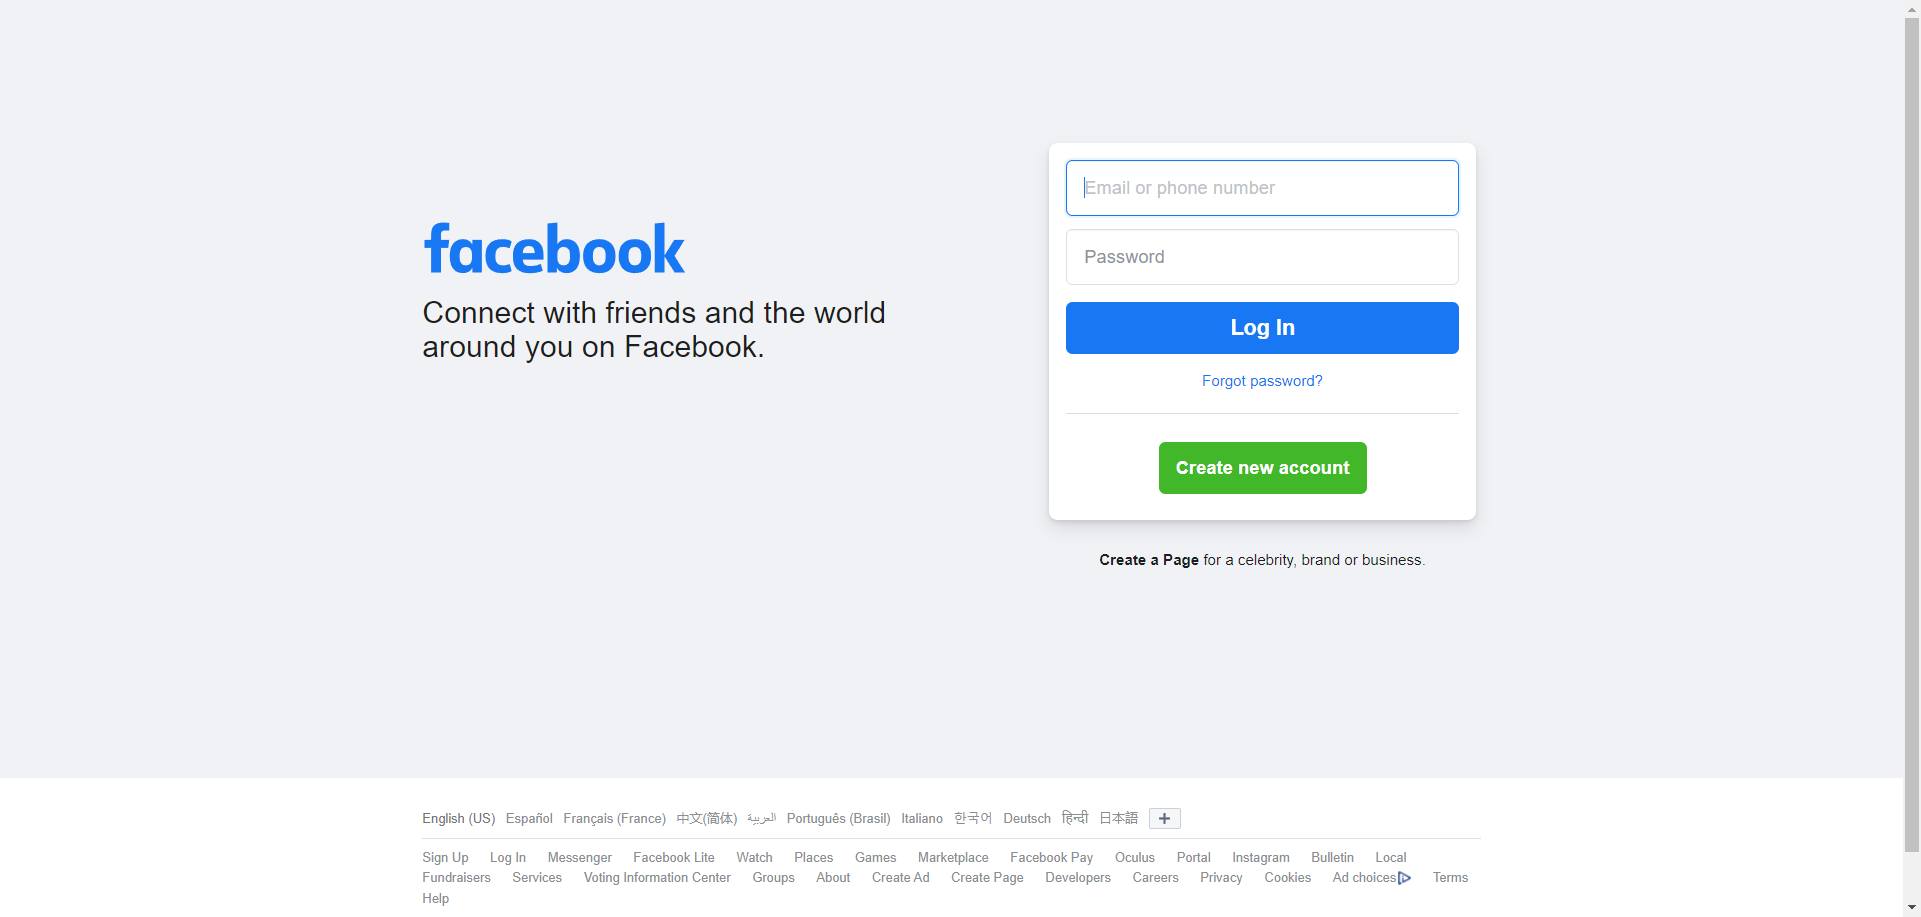 facebook
Connect with friends and the world
around you on Facebook.
Email or phone number
Password
Log In
Forgot password?
Create new account
Create a Page for a celebrity, brand or business.
English (US) Español Français (France) 中文(简体) العربية Português (Brasil) Italiano 한국어 Deutsch हिन्दी 日本語
Sign Up Log In Messenger Facebook Lite Watch Places Games Marketplace Facebook Pay Oculus Portal Instagram Bulletin Local
Fundraisers Services Voting Information Center Groups About Create Ad Create Page Developers Careers Privacy Cookies Ad choices Terms
Help